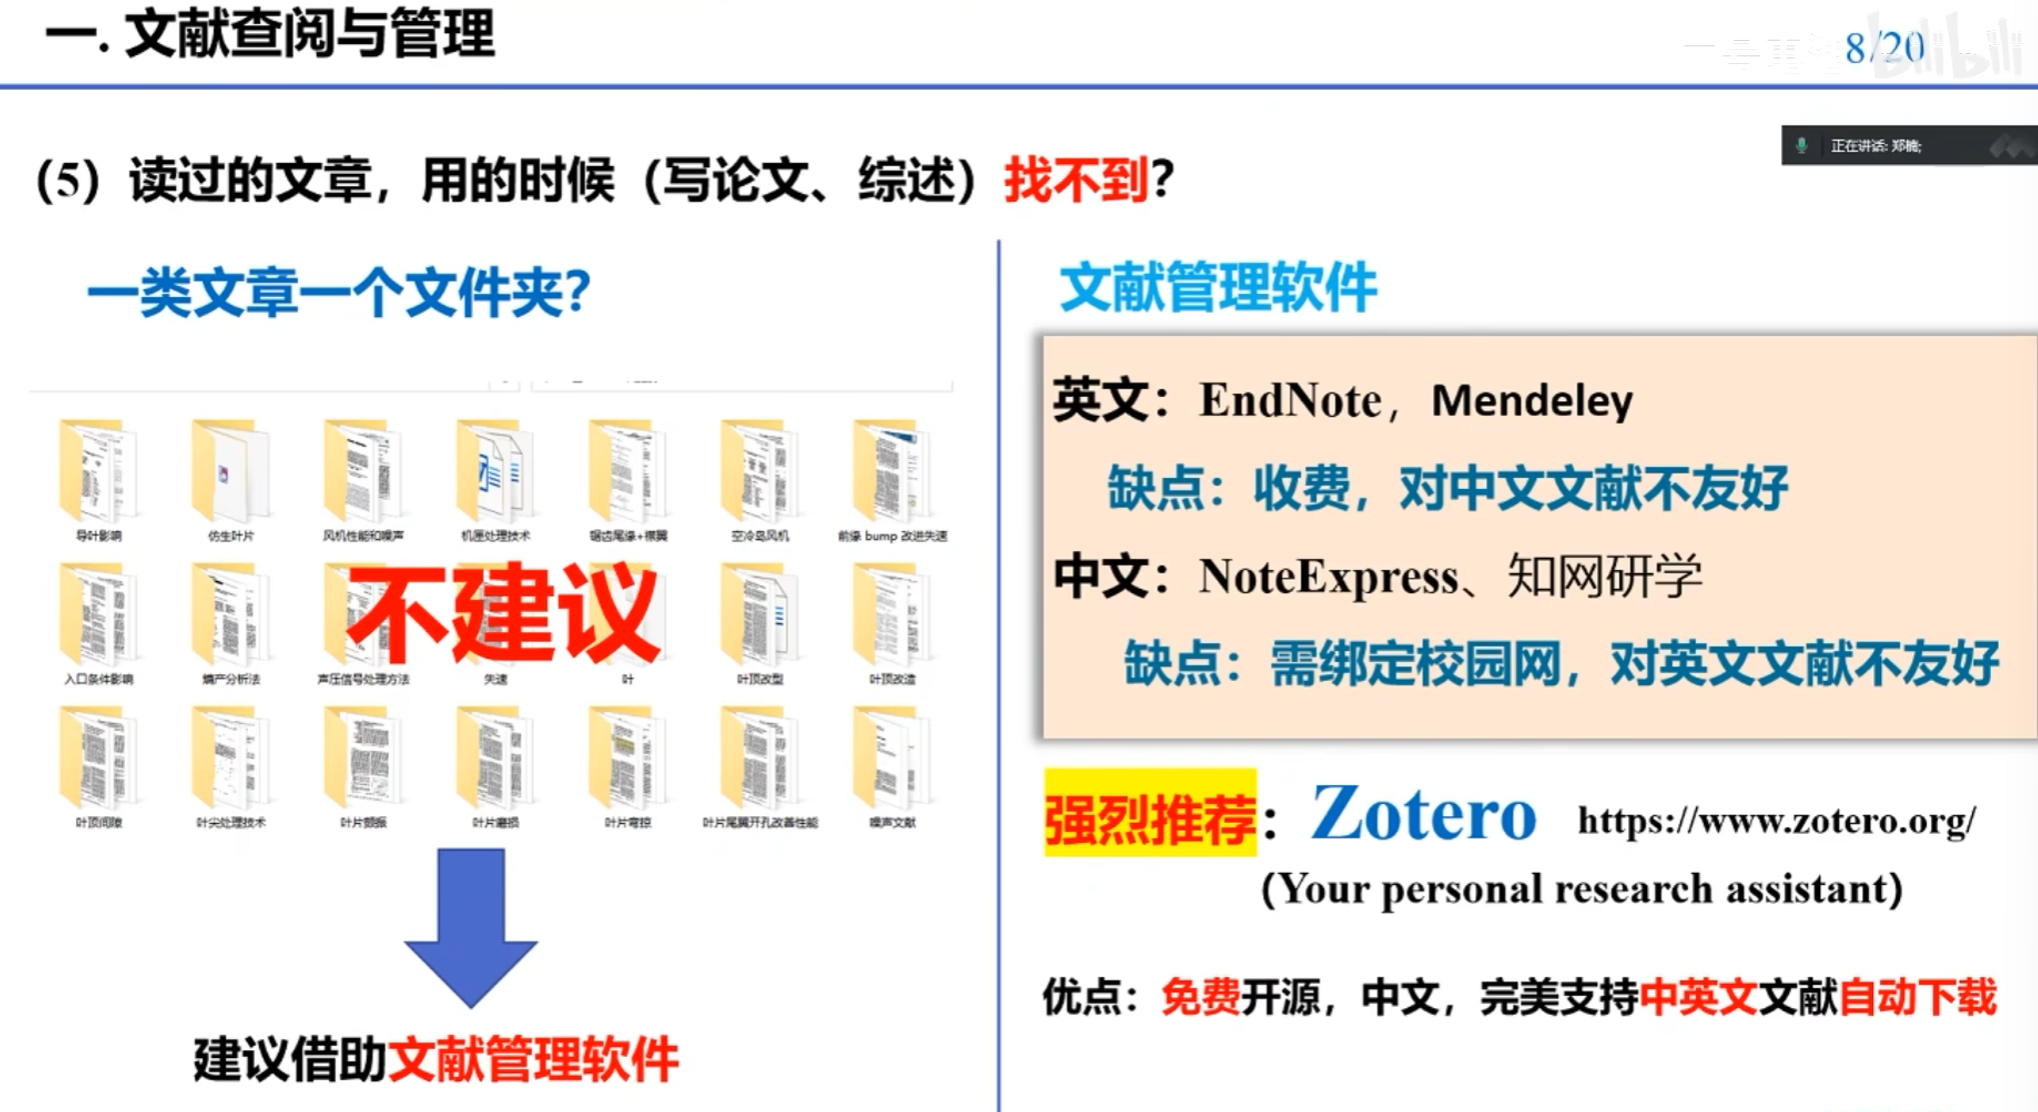 一. 文献查阅与管理
8/20
bilibili
正在讲话: 郑楠;
（5）读过的文章，用的时候（写论文、综述）找不到？
一类文章一个文件夹？
导叶影响
仿生叶片
风机性能和噪声
机匣处理技术
锯齿尾缘+襟翼
空冷岛风机
前缘 bump 改进失速
入口条件影响
熵产分析法
声压信号处理方法
失速
叶
叶顶改型
叶顶改造
不建议
叶顶间隙
叶尖处理技术
叶片颤振
叶片磨损
叶片弯掠
叶片尾翼开孔改善性能
噪声文献
建议借助文献管理软件
文献管理软件
英文：EndNote，Mendeley
缺点：收费，对中文文献不友好
中文：NoteExpress、知网研学
缺点：需绑定校园网，对英文文献不友好
强烈推荐：Zotero https://www.zotero.org/
(Your personal research assistant)
优点：免费开源，中文，完美支持中英文文献自动下载